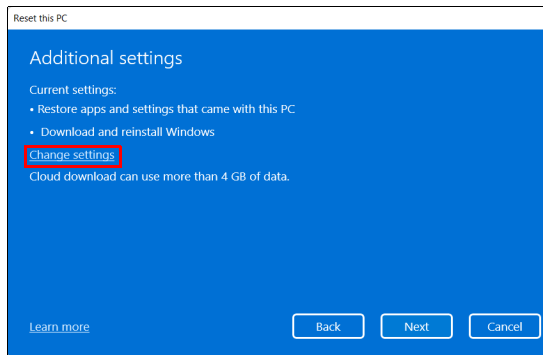 Reset this PC
Additional settings
Current settings:
• Restore apps and settings that came with this PC
• Download and reinstall Windows
Change settings
Cloud download can use more than 4 GB of data.
Learn more
Back
Next
Cancel